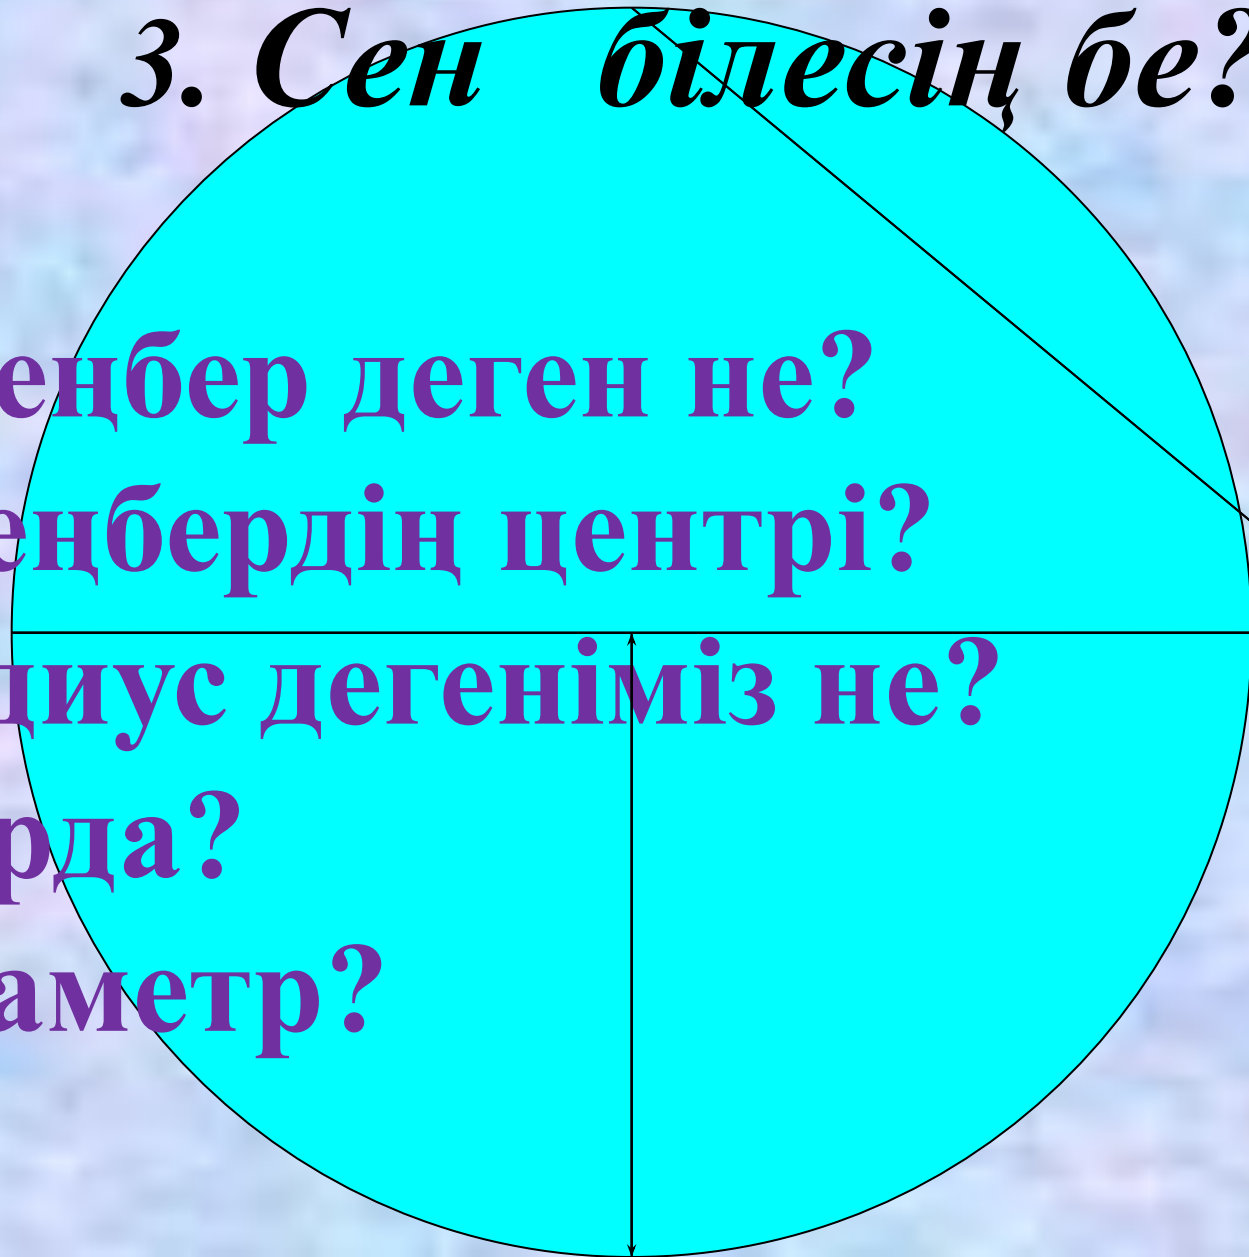 3. Сен білесің бе?
еңбер деген не?
еңбердің центрі?
диус дегеніміз не?
рда?
аметр?